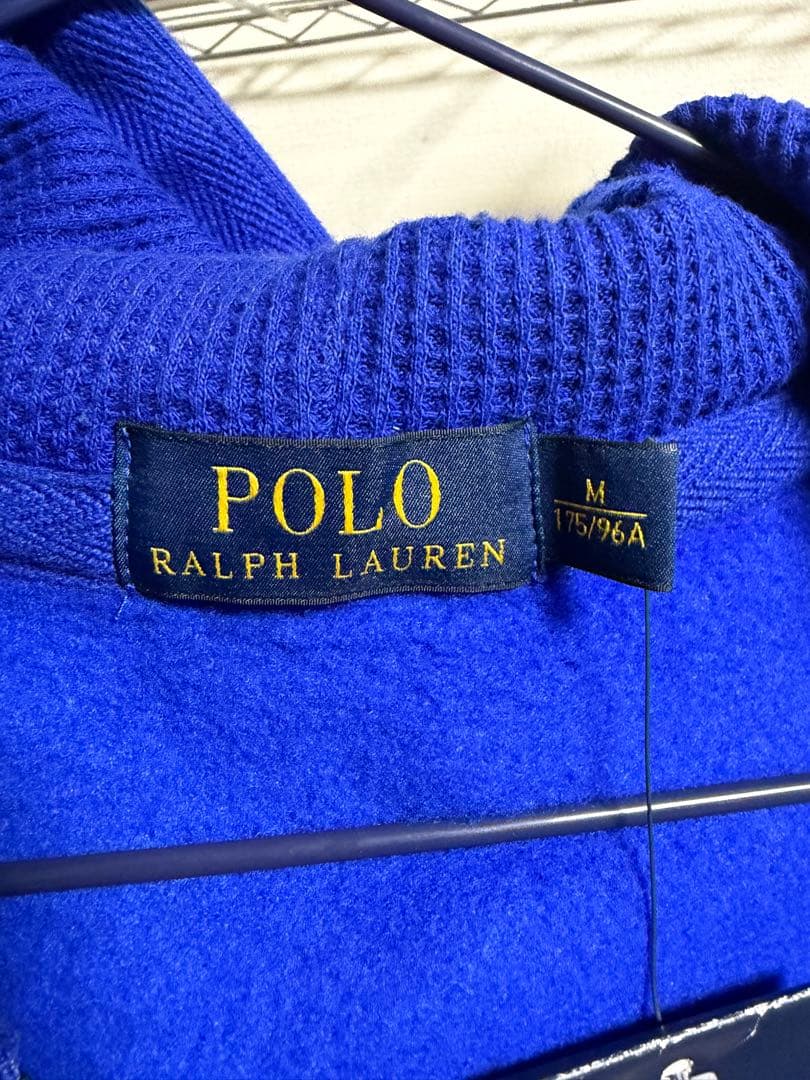 POLO
RALPH LAUREN
M
175/96A